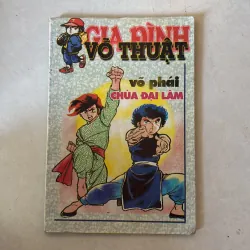 GIA ĐÌNH
VÕ THUẬT
võ phái
CHÙA ĐẠI LÂM